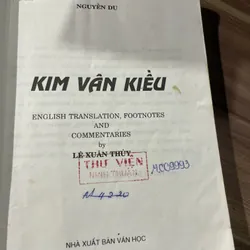 NGUYỄN DU
KIM VÂN KIỀU
ENGLISH TRANSLATION, FOOTNOTES
AND
COMMENTARIES
by
LÊ XUÂN THỦY
THƯ VIỆN
M009993
NHÀ XUẤT BẢN VĂN HỌC